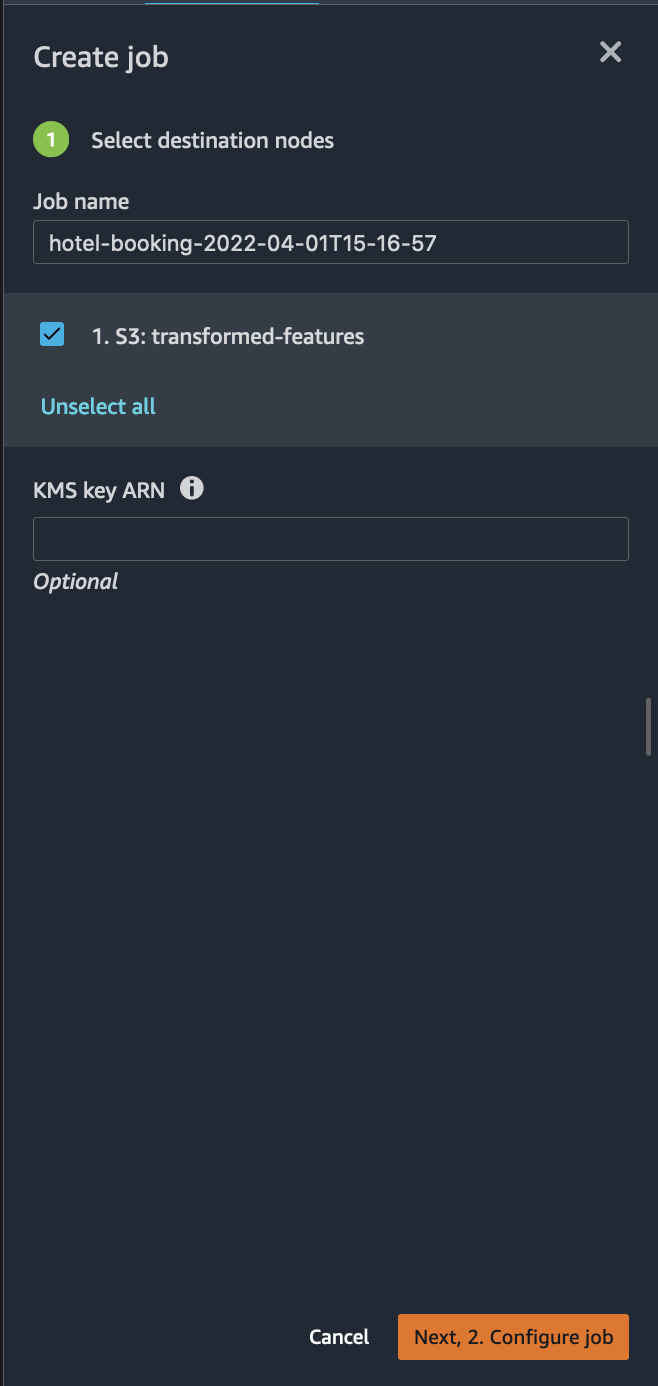 Create job
1 Select destination nodes
Job name
hotel-booking-2022-04-01T15-16-57
1. S3: transformed-features
Unselect all
KMS key ARN
Optional
Cancel Next, 2. Configure job